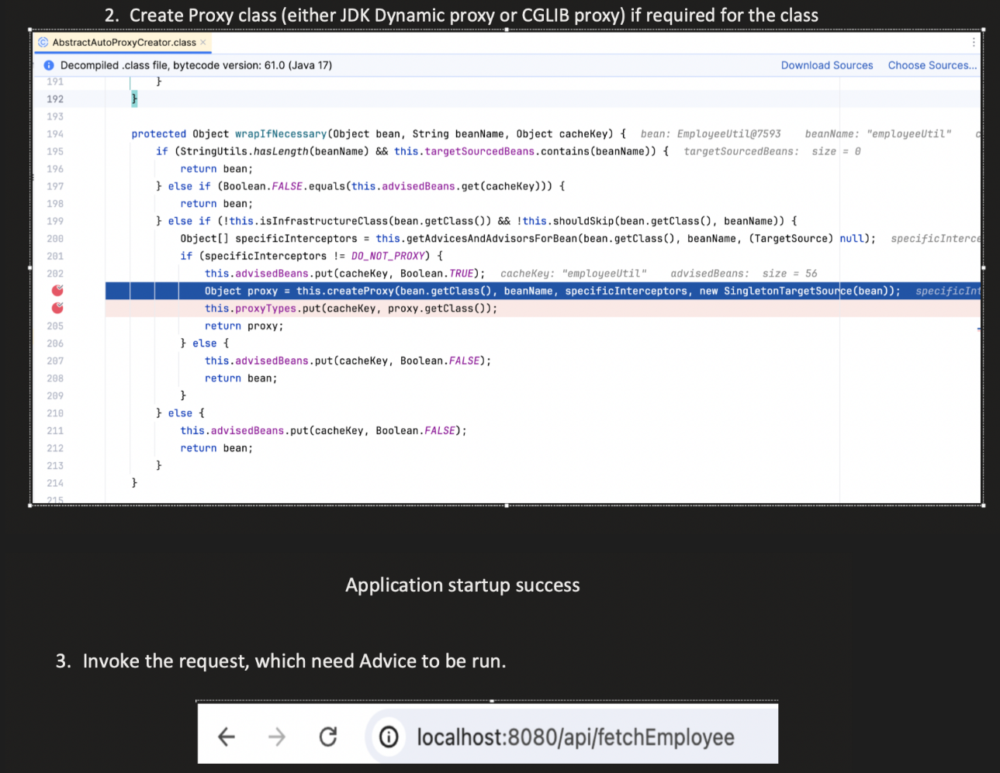 2. Create Proxy class (either JDK Dynamic proxy or CGLIB proxy) if required for the class
AbstractAutoProxyCreator.class ×
Decompiled .class file, bytecode version: 61.0 (Java 17) Download Sources Choose Sources...
191 }
192 }
193
194 protected Object wrapIfNecessary(Object bean, String beanName, Object cacheKey) { bean: EmployeeUtil@7593 beanName: "employeeUtil" c
195 if (StringUtils.hasLength(beanName) && this.targetSourcedBeans.contains(beanName)) { targetSourcedBeans: size = 0
196 return bean;
197 } else if (Boolean.FALSE.equals(this.advisedBeans.get(cacheKey))) {
198 return bean;
199 } else if (!this.isInfrastructureClass(bean.getClass()) && !this.shouldSkip(bean.getClass(), beanName)) {
200 Object[] specificInterceptors = this.getAdvicesAndAdvisorsForBean(bean.getClass(), beanName, (TargetSource) null); specificInterce
201 if (specificInterceptors != DO_NOT_PROXY) {
202 this.advisedBeans.put(cacheKey, Boolean.TRUE); cacheKey: "employeeUtil" advisedBeans: size = 56
Object proxy = this.createProxy(bean.getClass(), beanName, specificInterceptors, new SingletonTargetSource(bean)); specificInt
this.proxyTypes.put(cacheKey, proxy.getClass());
205 return proxy;
206 } else {
207 this.advisedBeans.put(cacheKey, Boolean.FALSE);
208 return bean;
209 }
210 } else {
211 this.advisedBeans.put(cacheKey, Boolean.FALSE);
212 return bean;
213 }
214 }
215
Application startup success
3. Invoke the request, which need Advice to be run.
localhost:8080/api/fetchEmployee